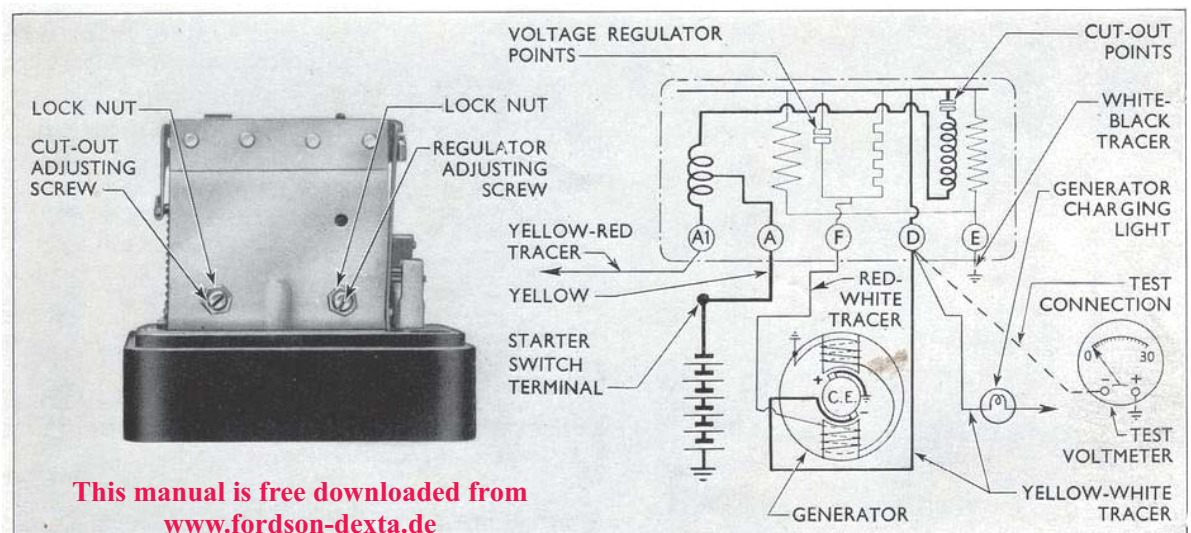 LOCK NUT
CUT-OUT
ADJUSTING
SCREW
LOCK NUT
REGULATOR
ADJUSTING
SCREW
This manual is free downloaded from
www.fordson-dexta.de
VOLTAGE REGULATOR
POINTS
CUT-OUT
POINTS
WHITE-
BLACK
TRACER
GENERATOR
CHARGING
LIGHT
A1
A
F
D
E
YELLOW-RED
TRACER
YELLOW
RED-
WHITE
TRACER
STARTER
SWITCH
TERMINAL
+
C.E.
-
TEST
CONNECTION
0
30
-
+
TEST
VOLTMETER
YELLOW-WHITE
TRACER
GENERATOR